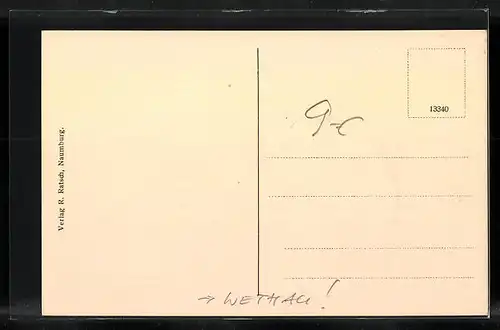 Verlag R. Ratsch, Naumburg.
13340
9-€
→ WETHAU!